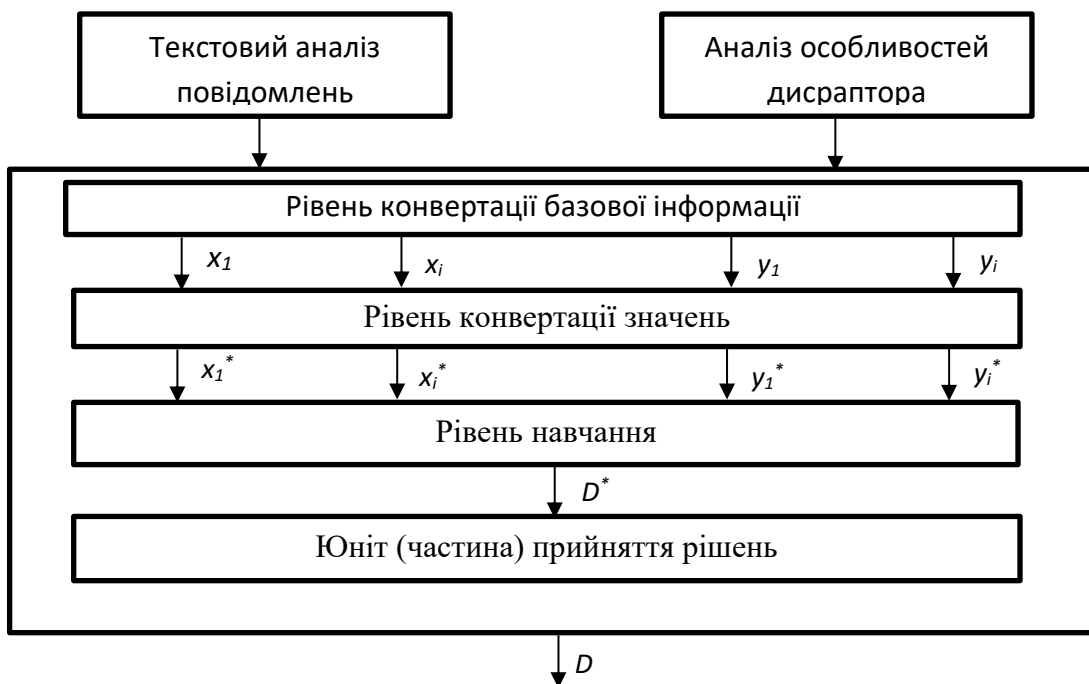 Текстовий аналіз
повідомлень
Аналіз особливостей
дисраптора
Рівень конвертації базової інформації
x1 xi y1 yi
Рівень конвертації значень
x1* xi* y1* yi*
Рівень навчання
D*
Юніт (частина) прийняття рішень
D